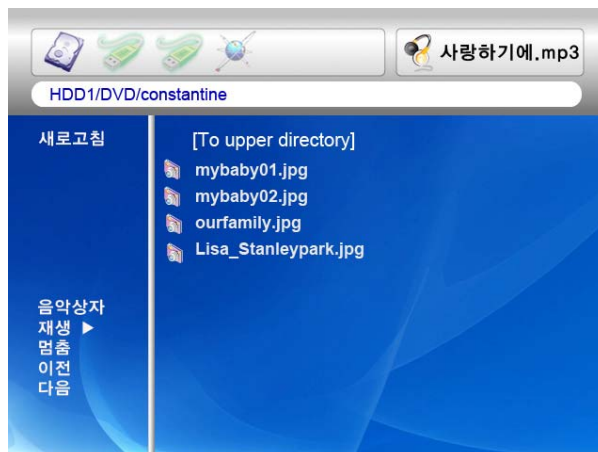 사랑하기에.mp3
HDD1/DVD/constantine
새로고침
[To upper directory]
mybaby01.jpg
mybaby02.jpg
ourfamily.jpg
Lisa_Stanleypark.jpg
음악상자
재생 ▶
멈춤
이전
다음